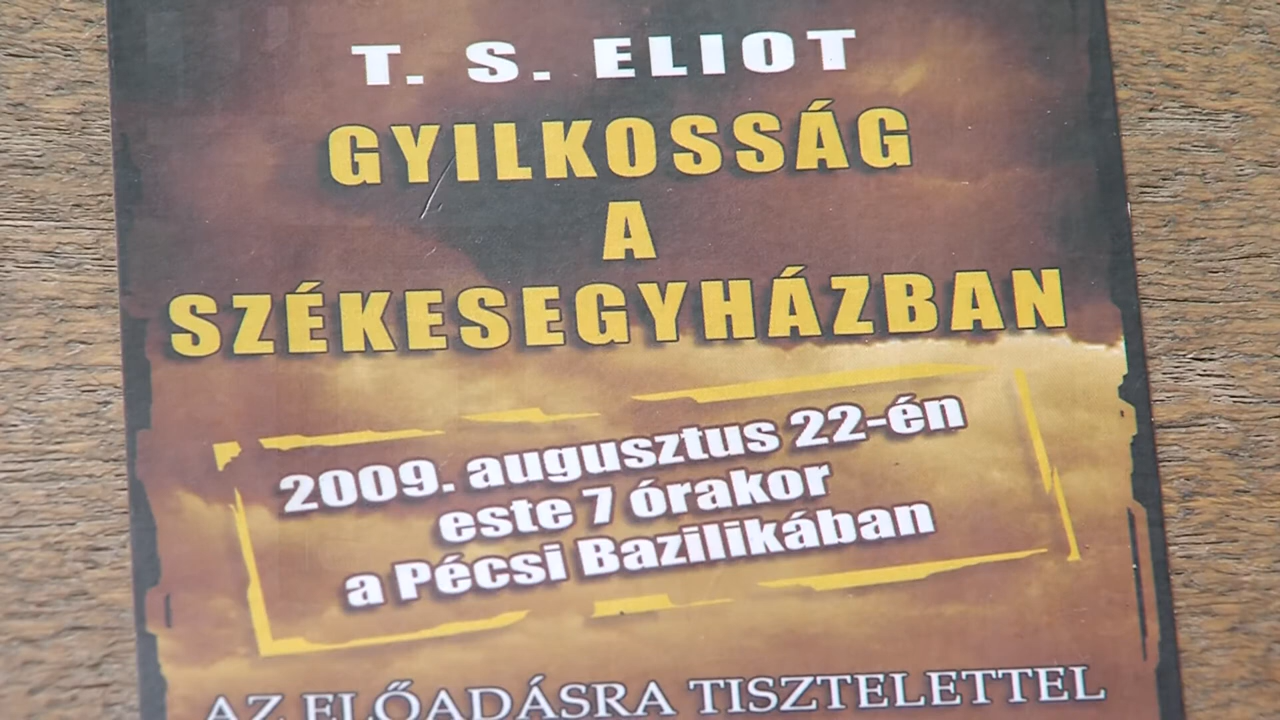 T. S. ELIOT
GYILKOSSÁG
A
SZÉKESEGYHÁZBAN
2009. augusztus 22-én
este 7 órakor
a Pécsi Bazilikában
AZ ELŐADÁSRA TISZTELETTEL